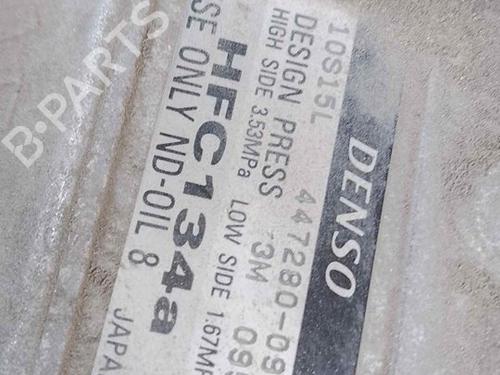 B·PARTS
DENSO
10S15L 447280-09
DESIGN PRESS 3M 09
HIGH SIDE 3.53MPa LOW SIDE 1.67MP
HFC134a
SE ONLY ND-OIL 8 JAPA